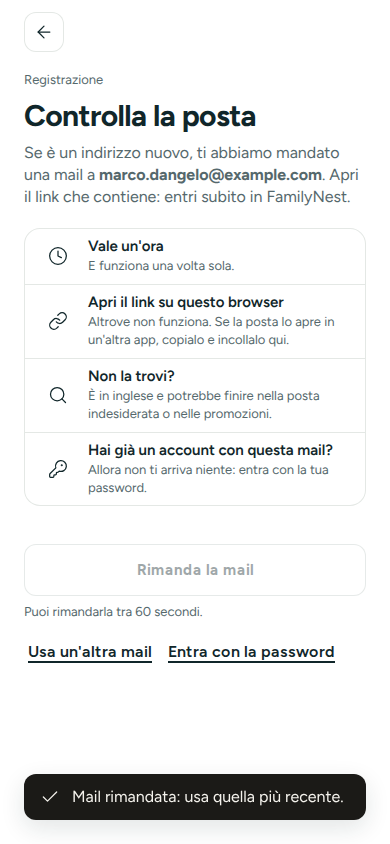 Registrazione
Controlla la posta
Se è un indirizzo nuovo, ti abbiamo mandato
una mail a marco.dangelo@example.com. Apri
il link che contiene: entri subito in FamilyNest.
Vale un'ora
E funziona una volta sola.
Apri il link su questo browser
Altrove non funziona. Se la posta lo apre in
un'altra app, copialo e incollalo qui.
Non la trovi?
È in inglese e potrebbe finire nella posta
indesiderata o nelle promozioni.
Hai già un account con questa mail?
Allora non ti arriva niente: entra con la tua
password.
Rimanda la mail
Puoi rimandarla tra 60 secondi.
Usa un'altra mail Entra con la password
Mail rimandata: usa quella più recente.